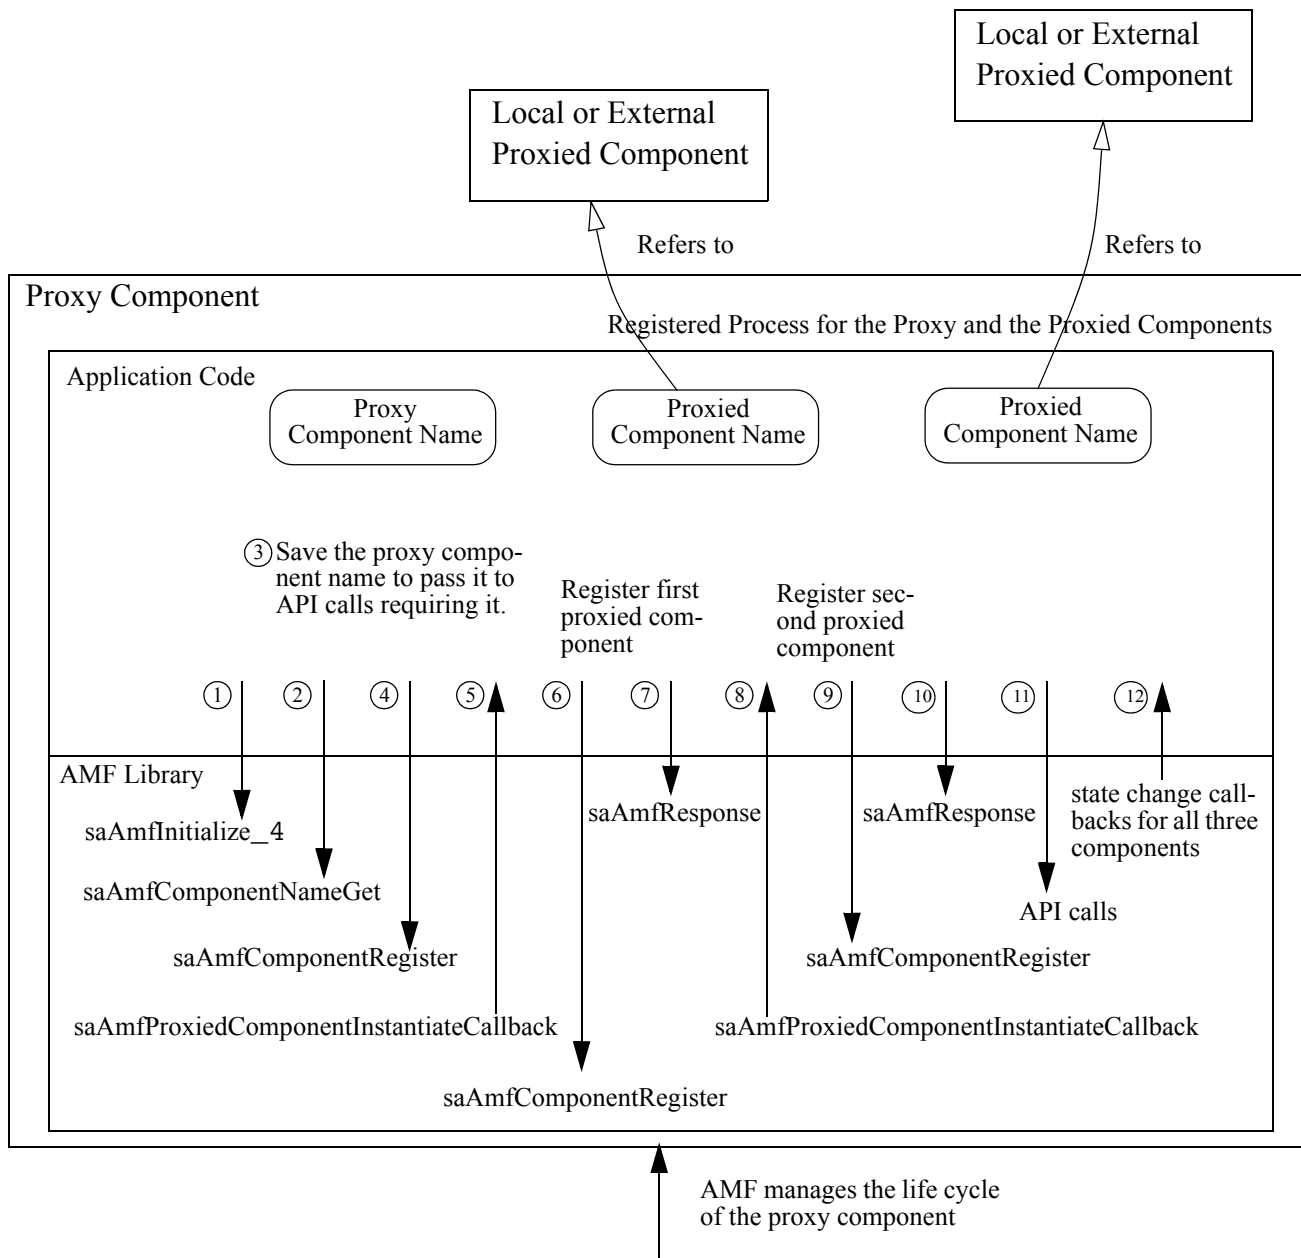 Local or External
Proxied Component
Local or External
Proxied Component
Refers to
Refers to
Proxy Component
Registered Process for the Proxy and the Proxied Components
Application Code
Proxy
Component Name
Proxied
Component Name
Proxied
Component Name
3 Save the proxy compo-
nent name to pass it to
API calls requiring it.
Register first
proxied com-
ponent
Register sec-
ond proxied
component
1 2 4 5 6 7 8 9 10 11 12
AMF Library
saAmfInitialize_4
saAmfComponentNameGet
saAmfComponentRegister
saAmfProxiedComponentInstantiateCallback
saAmfComponentRegister
saAmfResponse
saAmfProxiedComponentInstantiateCallback
saAmfComponentRegister
saAmfResponse
API calls
state change call-
backs for all three
components
AMF manages the life cycle
of the proxy component